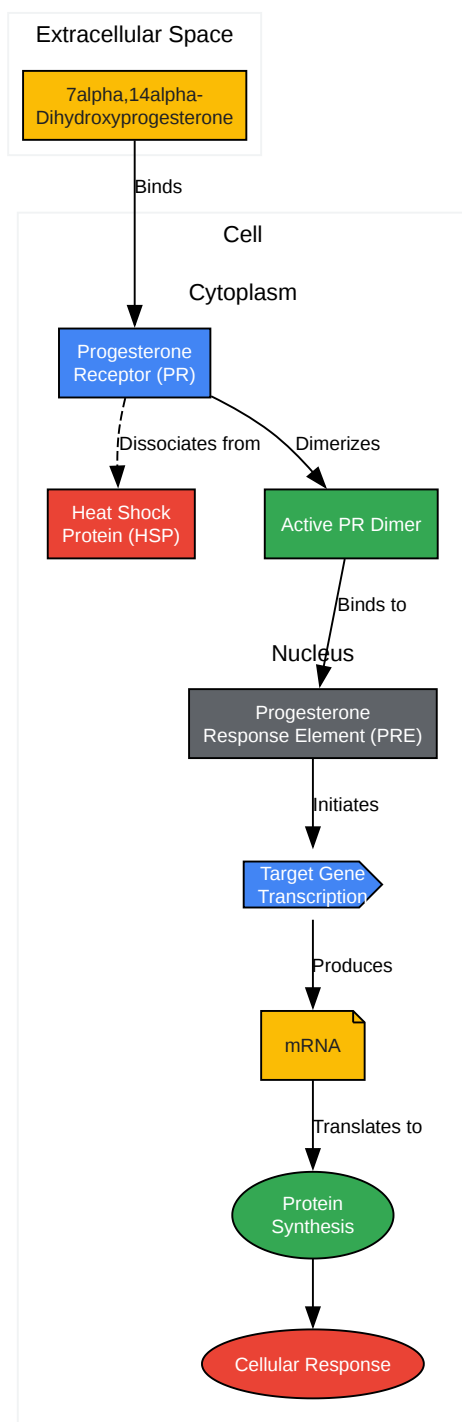 Extracellular Space
7alpha,14alpha-
Dihydroxyprogesterone
Binds
Cell
Cytoplasm
Progesterone
Receptor (PR)
Dissociates from
Dimerizes
Heat Shock
Protein (HSP)
Active PR Dimer
Binds to
Nucleus
Progesterone
Response Element (PRE)
Initiates
Target Gene
Transcription
Produces
mRNA
Translates to
Protein
Synthesis
Cellular Response